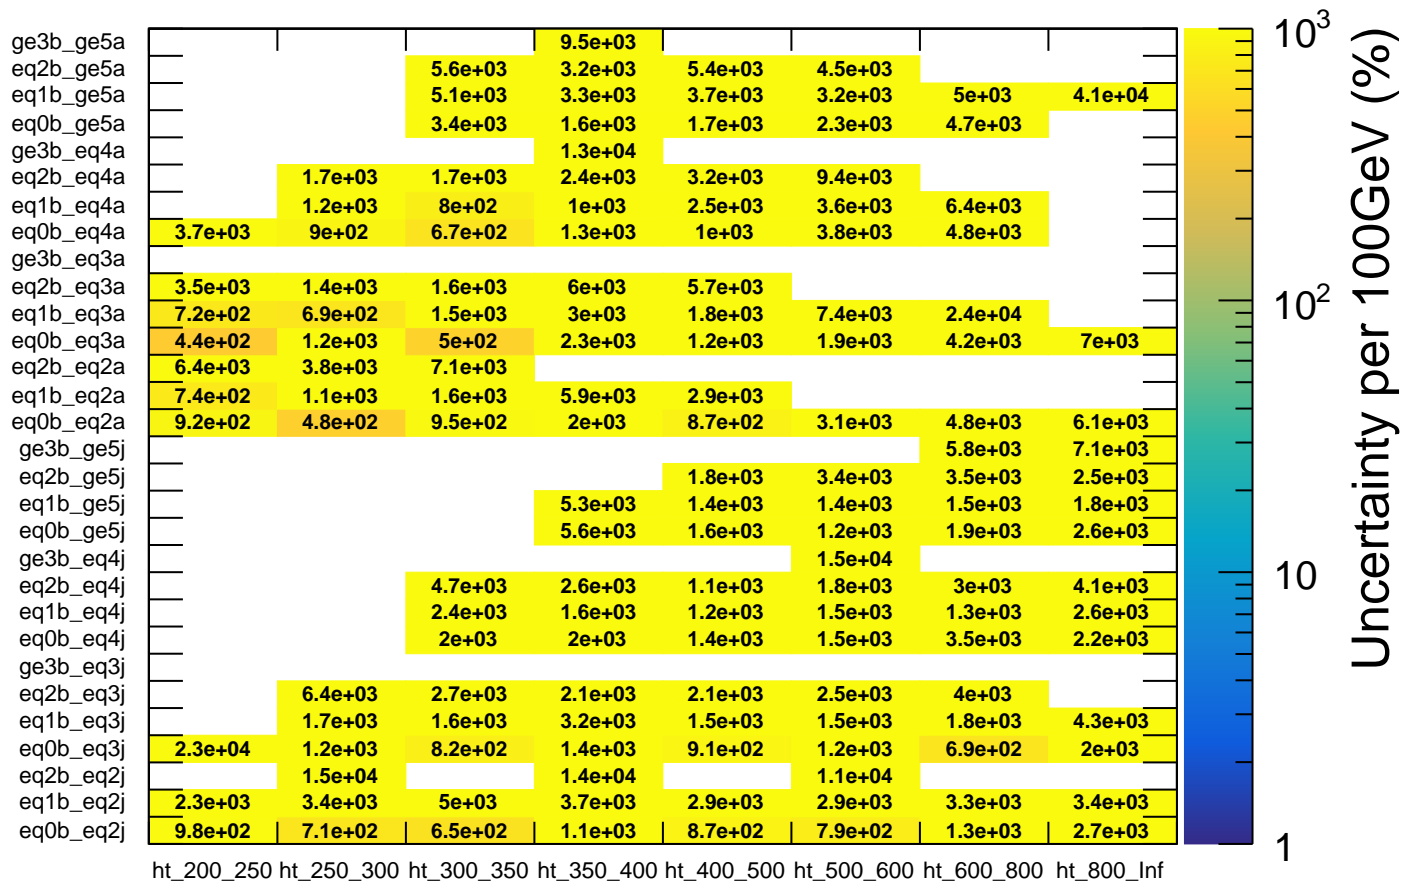 ge3b_ge5a 9.5e+03
eq2b_ge5a 5.6e+03 3.2e+03 5.4e+03 4.5e+03
eq1b_ge5a 5.1e+03 3.3e+03 3.7e+03 3.2e+03 5e+03 4.1e+04
eq0b_ge5a 3.4e+03 1.6e+03 1.7e+03 2.3e+03 4.7e+03
ge3b_eq4a 1.3e+04
eq2b_eq4a 1.7e+03 1.7e+03 2.4e+03 3.2e+03 9.4e+03
eq1b_eq4a 1.2e+03 8e+02 1e+03 2.5e+03 3.6e+03 6.4e+03
eq0b_eq4a 3.7e+03 9e+02 6.7e+02 1.3e+03 1e+03 3.8e+03 4.8e+03
ge3b_eq3a
eq2b_eq3a 3.5e+03 1.4e+03 1.6e+03 6e+03 5.7e+03
eq1b_eq3a 7.2e+02 6.9e+02 1.5e+03 3e+03 1.8e+03 7.4e+03 2.4e+04
eq0b_eq3a 4.4e+02 1.2e+03 5e+02 2.3e+03 1.2e+03 1.9e+03 4.2e+03 7e+03
eq2b_eq2a 6.4e+03 3.8e+03 7.1e+03
eq1b_eq2a 7.4e+02 1.1e+03 1.6e+03 5.9e+03 2.9e+03
eq0b_eq2a 9.2e+02 4.8e+02 9.5e+02 2e+03 8.7e+02 3.1e+03 4.8e+03 6.1e+03
ge3b_ge5j 5.8e+03 7.1e+03
eq2b_ge5j 1.8e+03 3.4e+03 3.5e+03 2.5e+03
eq1b_ge5j 5.3e+03 1.4e+03 1.4e+03 1.5e+03 1.8e+03
eq0b_ge5j 5.6e+03 1.6e+03 1.2e+03 1.9e+03 2.6e+03
ge3b_eq4j 1.5e+04
eq2b_eq4j 4.7e+03 2.6e+03 1.1e+03 1.8e+03 3e+03 4.1e+03
eq1b_eq4j 2.4e+03 1.6e+03 1.2e+03 1.5e+03 1.3e+03 2.6e+03
eq0b_eq4j 2e+03 2e+03 1.4e+03 1.5e+03 3.5e+03 2.2e+03
ge3b_eq3j
eq2b_eq3j 6.4e+03 2.7e+03 2.1e+03 2.1e+03 2.5e+03 4e+03
eq1b_eq3j 1.7e+03 1.6e+03 3.2e+03 1.5e+03 1.5e+03 1.8e+03 4.3e+03
eq0b_eq3j 2.3e+04 1.2e+03 8.2e+02 1.4e+03 9.1e+02 1.2e+03 6.9e+02 2e+03
eq2b_eq2j 1.5e+04 1.4e+04 1.1e+04
eq1b_eq2j 2.3e+03 3.4e+03 5e+03 3.7e+03 2.9e+03 2.9e+03 3.3e+03 3.4e+03
eq0b_eq2j 9.8e+02 7.1e+02 6.5e+02 1.1e+03 8.7e+02 7.9e+02 1.3e+03 2.7e+03
ht_200_250 ht_250_300 ht_300_350 ht_350_400 ht_400_500 ht_500_600 ht_600_800 ht_800_Inf
10³
10²
10
1
Uncertainty per 100GeV (%)